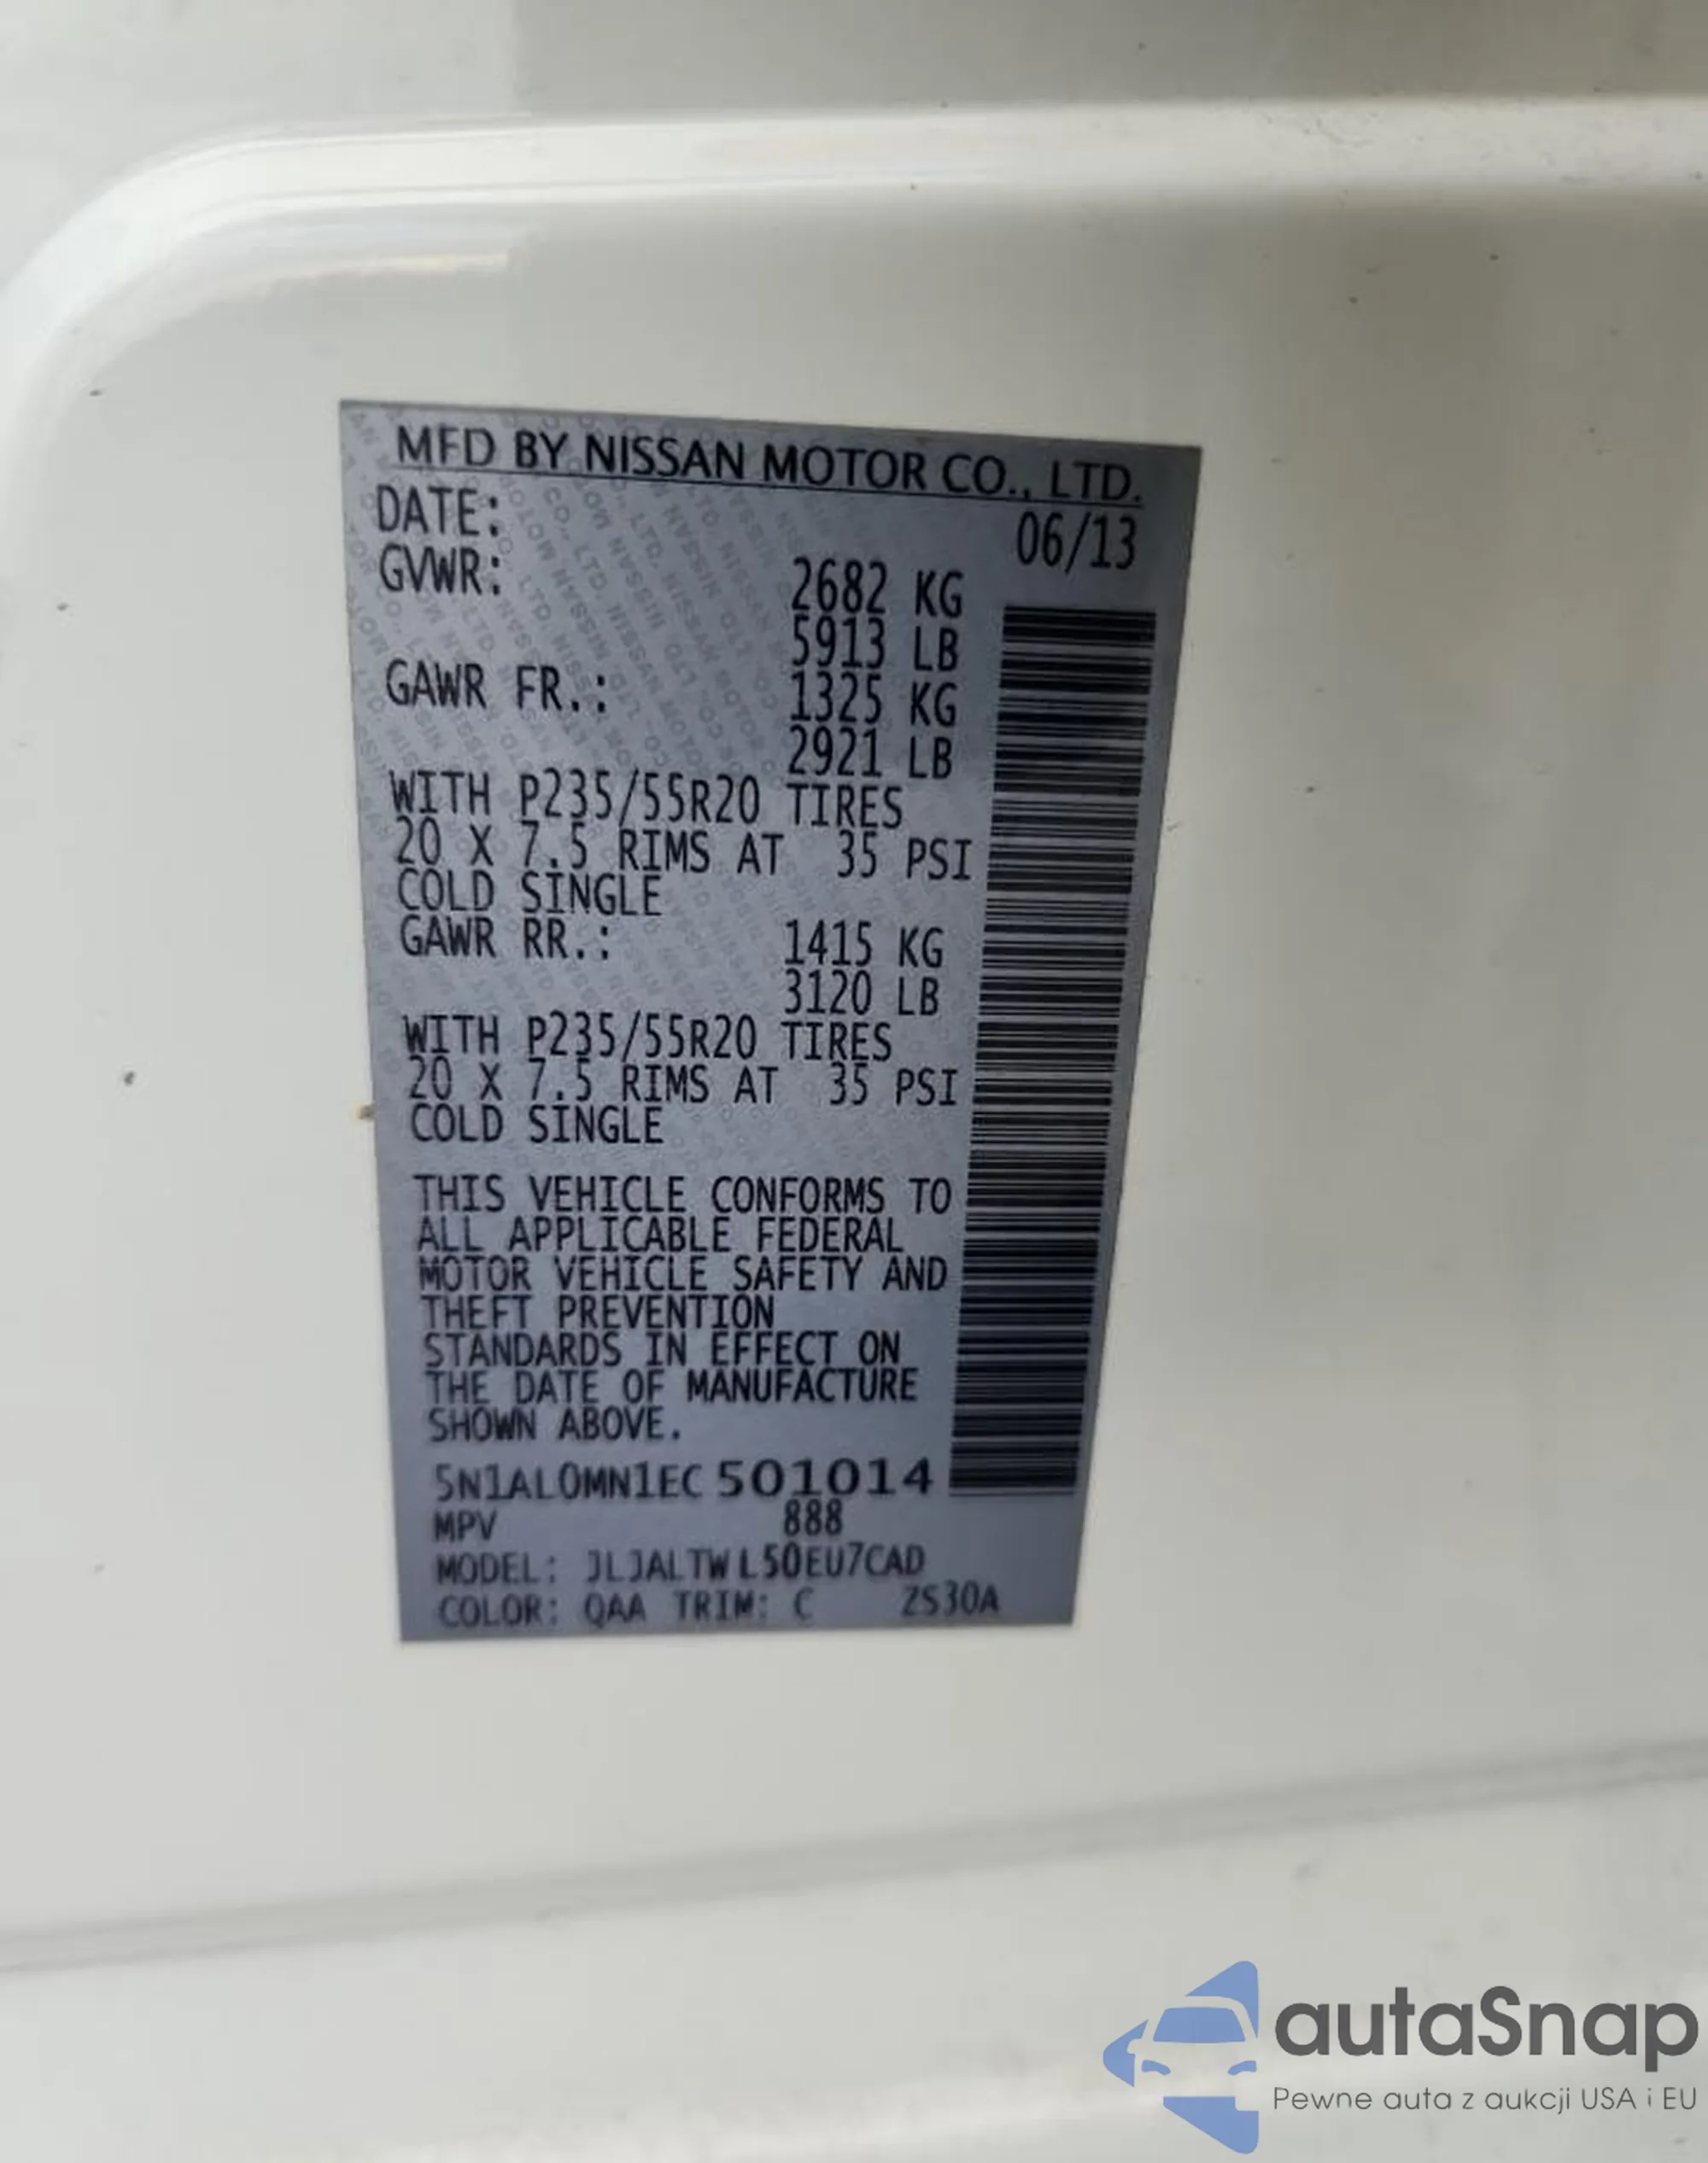 MFD BY NISSAN MOTOR CO., LTD.
DATE: 06/13
GVWR: 2682 KG
5913 LB
GAWR FR.: 1325 KG
2921 LB
WITH P235/55R20 TIRES
20 X 7.5 RIMS AT 35 PSI
COLD SINGLE
GAWR RR.: 1415 KG
3120 LB
WITH P235/55R20 TIRES
20 X 7.5 RIMS AT 35 PSI
COLD SINGLE
THIS VEHICLE CONFORMS TO
ALL APPLICABLE FEDERAL
MOTOR VEHICLE SAFETY AND
THEFT PREVENTION
STANDARDS IN EFFECT ON
THE DATE OF MANUFACTURE
SHOWN ABOVE.
5N1AL0MN1EC501014
MPV 888
MODEL: JLJALTWL50EU7CAD
COLOR: QAA TRIM: C 2S30A
autaSnap
Pewne auta z aukcji USA i EU